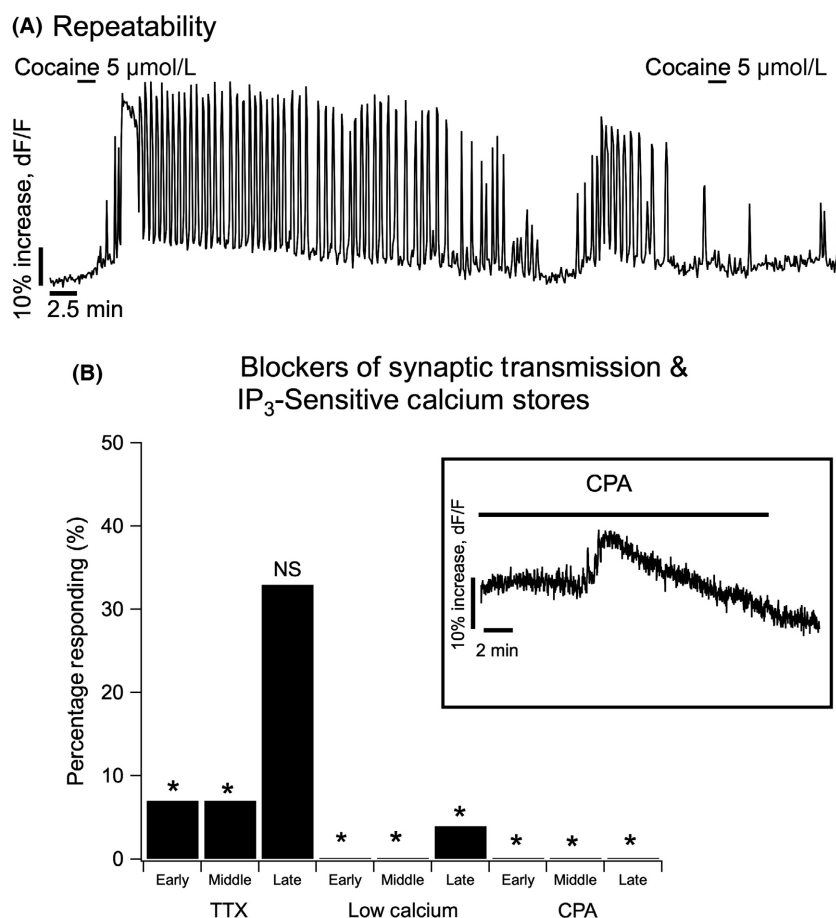 (A) Repeatability
Cocaine 5 µmol/L
Cocaine 5 µmol/L
10% increase, dF/F
2.5 min
(B)
Blockers of synaptic transmission &
IP3-Sensitive calcium stores
Percentage responding (%)
50
40
30
20
10
0
NS
*
*
*
*
*
*
*
*
CPA
10% increase, dF/F
2 min
Early Middle Late Early Middle Late Early Middle Late
TTX Low calcium CPA